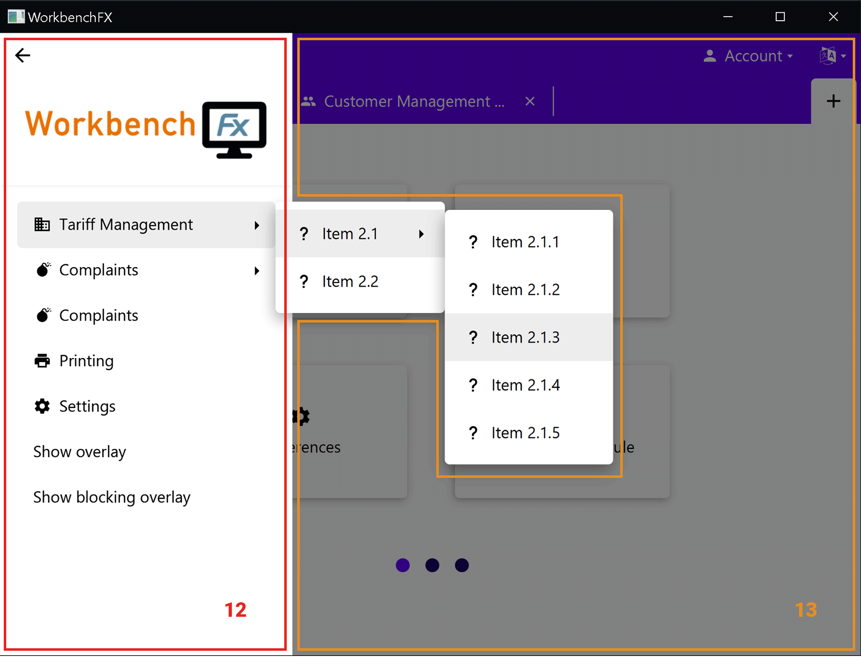 WorkbenchFX
Account
Customer Management ...
Workbench Fx
Tariff Management
Complaints
Complaints
Printing
Settings
Show overlay
Show blocking overlay
? Item 2.1
? Item 2.2
? Item 2.1.1
? Item 2.1.2
? Item 2.1.3
? Item 2.1.4
? Item 2.1.5
erences
ule
12
13